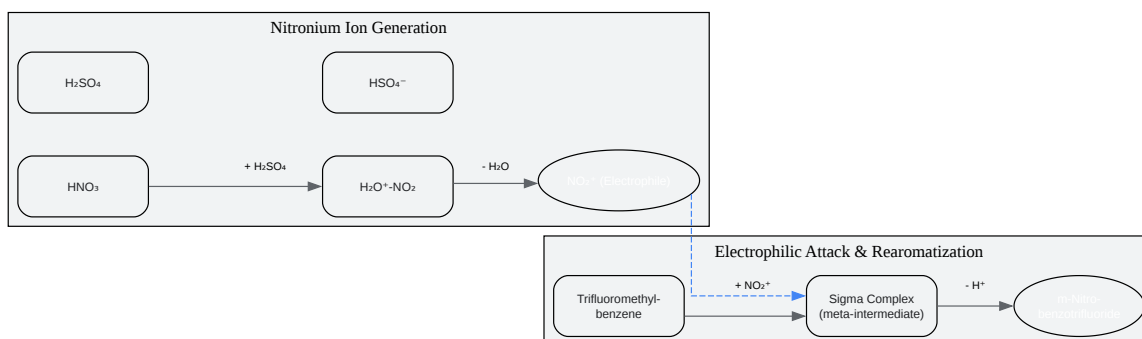 Nitronium Ion Generation
H₂SO₄
HSO₄⁻
HNO₃
+ H₂SO₄
H₂O⁺-NO₂
- H₂O
NO₂⁺ (Electrophile)
Electrophilic Attack & Rearomatization
Trifluoromethyl-
benzene
+ NO₂⁺
Sigma Complex
(meta-intermediate)
- H⁺
m-Nitro-
benzotrifluoride